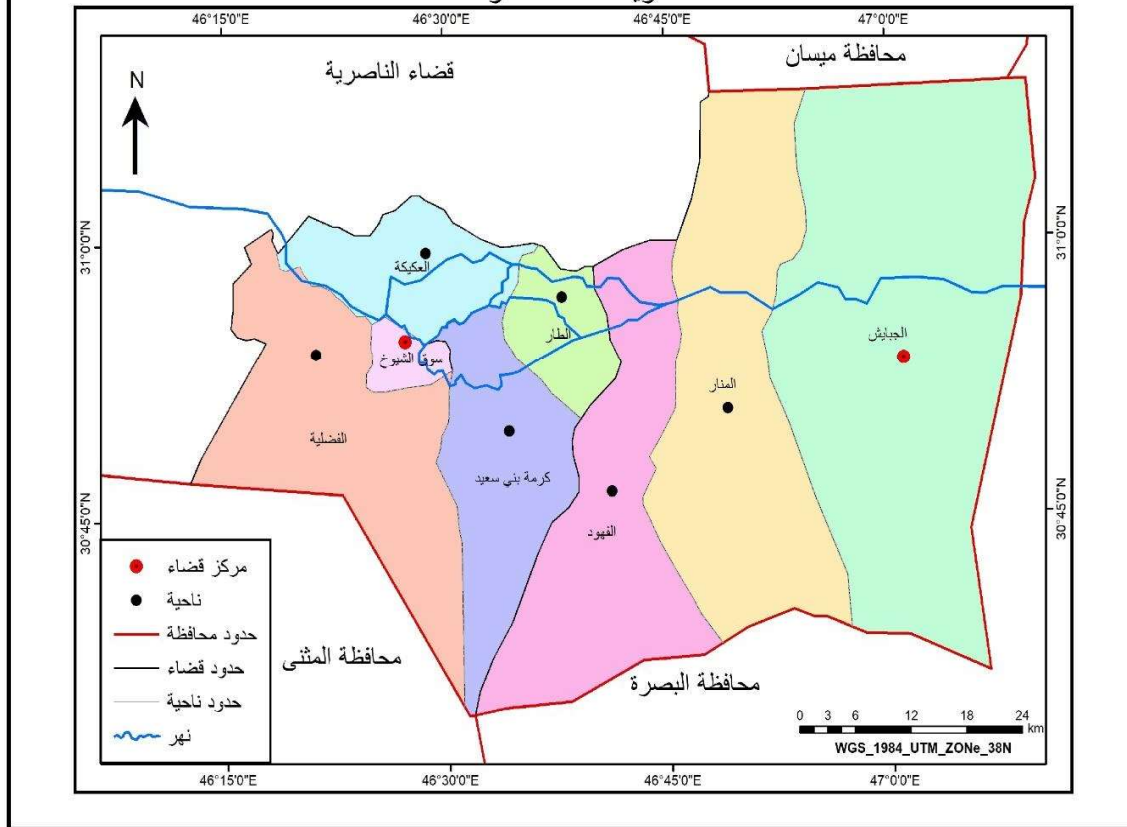 46°15'0"E 46°30'0"E 46°45'0"E 47°0'0"E
محافظة ميسان
قضاء الناصرية
N
31°0'0"N 31°0'0"N
العكيكة
الطار
الجبايش
سوق الشيوخ
المنار
الفضلية
كرمة بني سعيد
الفهود
30°45'0"N 30°45'0"N
مركز قضاء
ناحية
حدود محافظة
حدود قضاء
حدود ناحية
نهر
محافظة المثنى
محافظة البصرة
0 3 6 12 18 24 km
WGS_1984_UTM_ZONe_38N
46°15'0"E 46°30'0"E 46°45'0"E 47°0'0"E